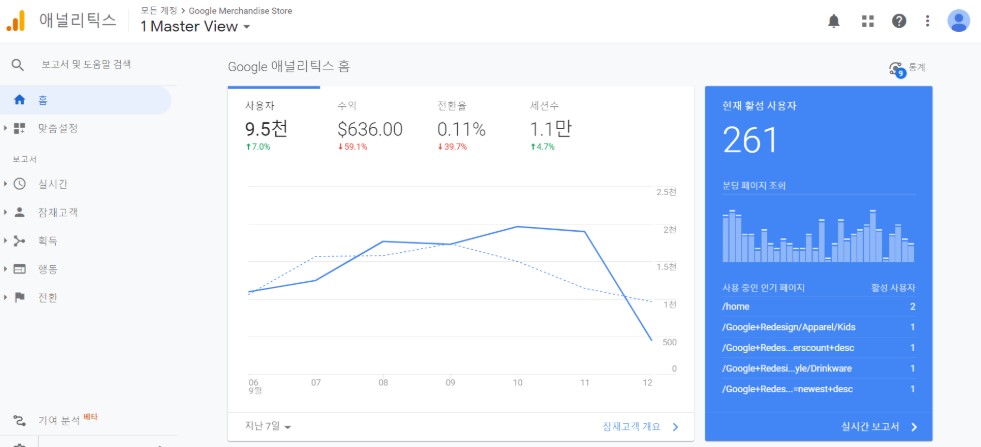 애널리틱스
모든 계정 > Google Merchandise Store
1 Master View
보고서 및 도움말 검색
홈
맞춤설정
보고서
실시간
잠재고객
획득
행동
전환
기여 분석 베타
Google 애널리틱스 홈
9 통계
사용자 수익 전환율 세션수
9.5천 $636.00 0.11% 1.1만
↑7.0% ↓59.1% ↓39.7% ↑4.7%
2.5천
2천
1.5천
1천
500
0
06 07 08 09 10 11 12
9월
지난 7일
잠재고객 개요
현재 활성 사용자
261
분당 페이지 조회
사용 중인 인기 페이지 활성 사용자
/home 2
/Google+Redesign/Apparel/Kids 1
/Google+Redes...erscount+desc 1
/Google+Redesi...yle/Drinkware 1
/Google+Redes...=newest+desc 1
실시간 보고서